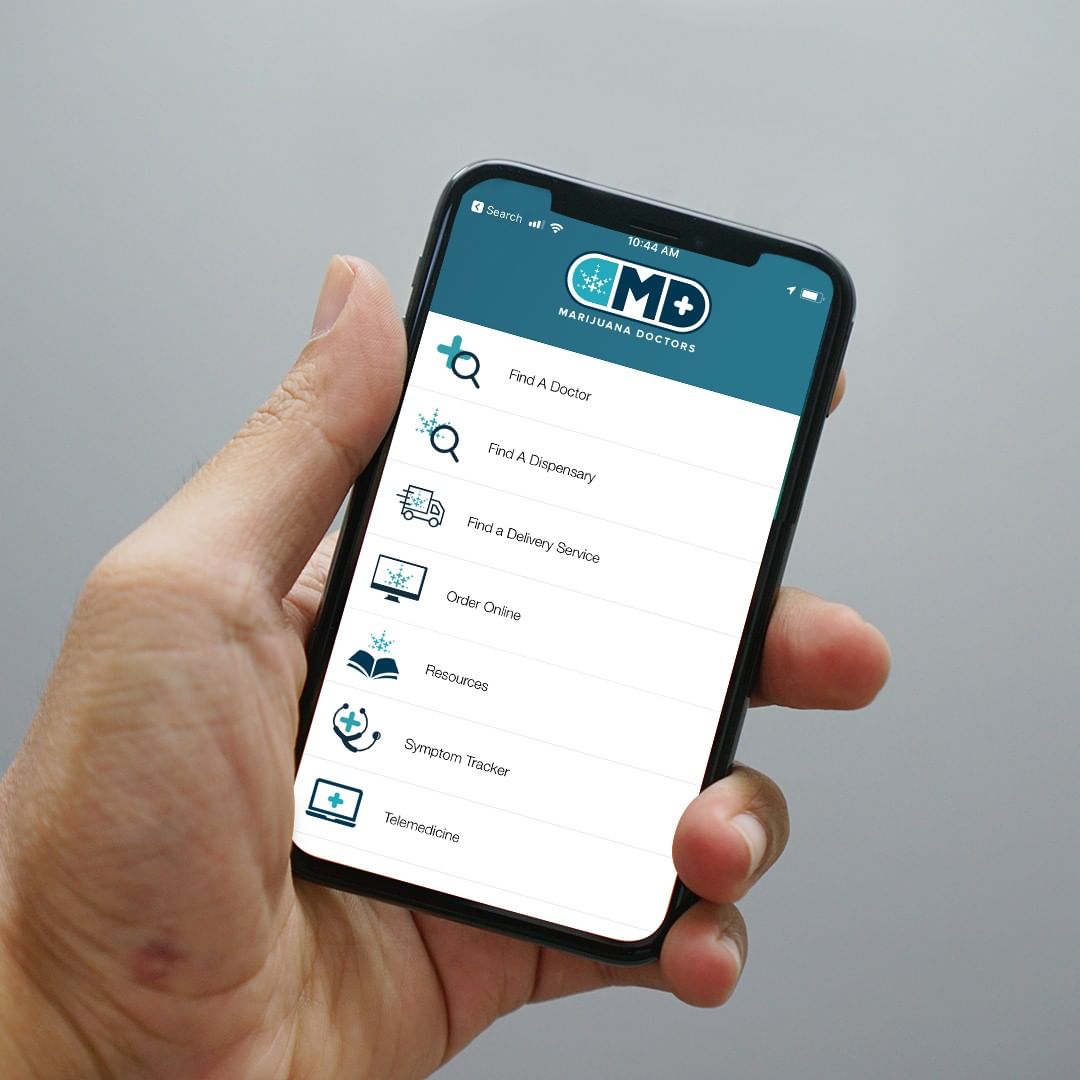 Search
10:44 AM
MD
MARIJUANA DOCTORS
Find A Doctor
Find A Dispensary
Find a Delivery Service
Order Online
Resources
Symptom Tracker
Telemedicine